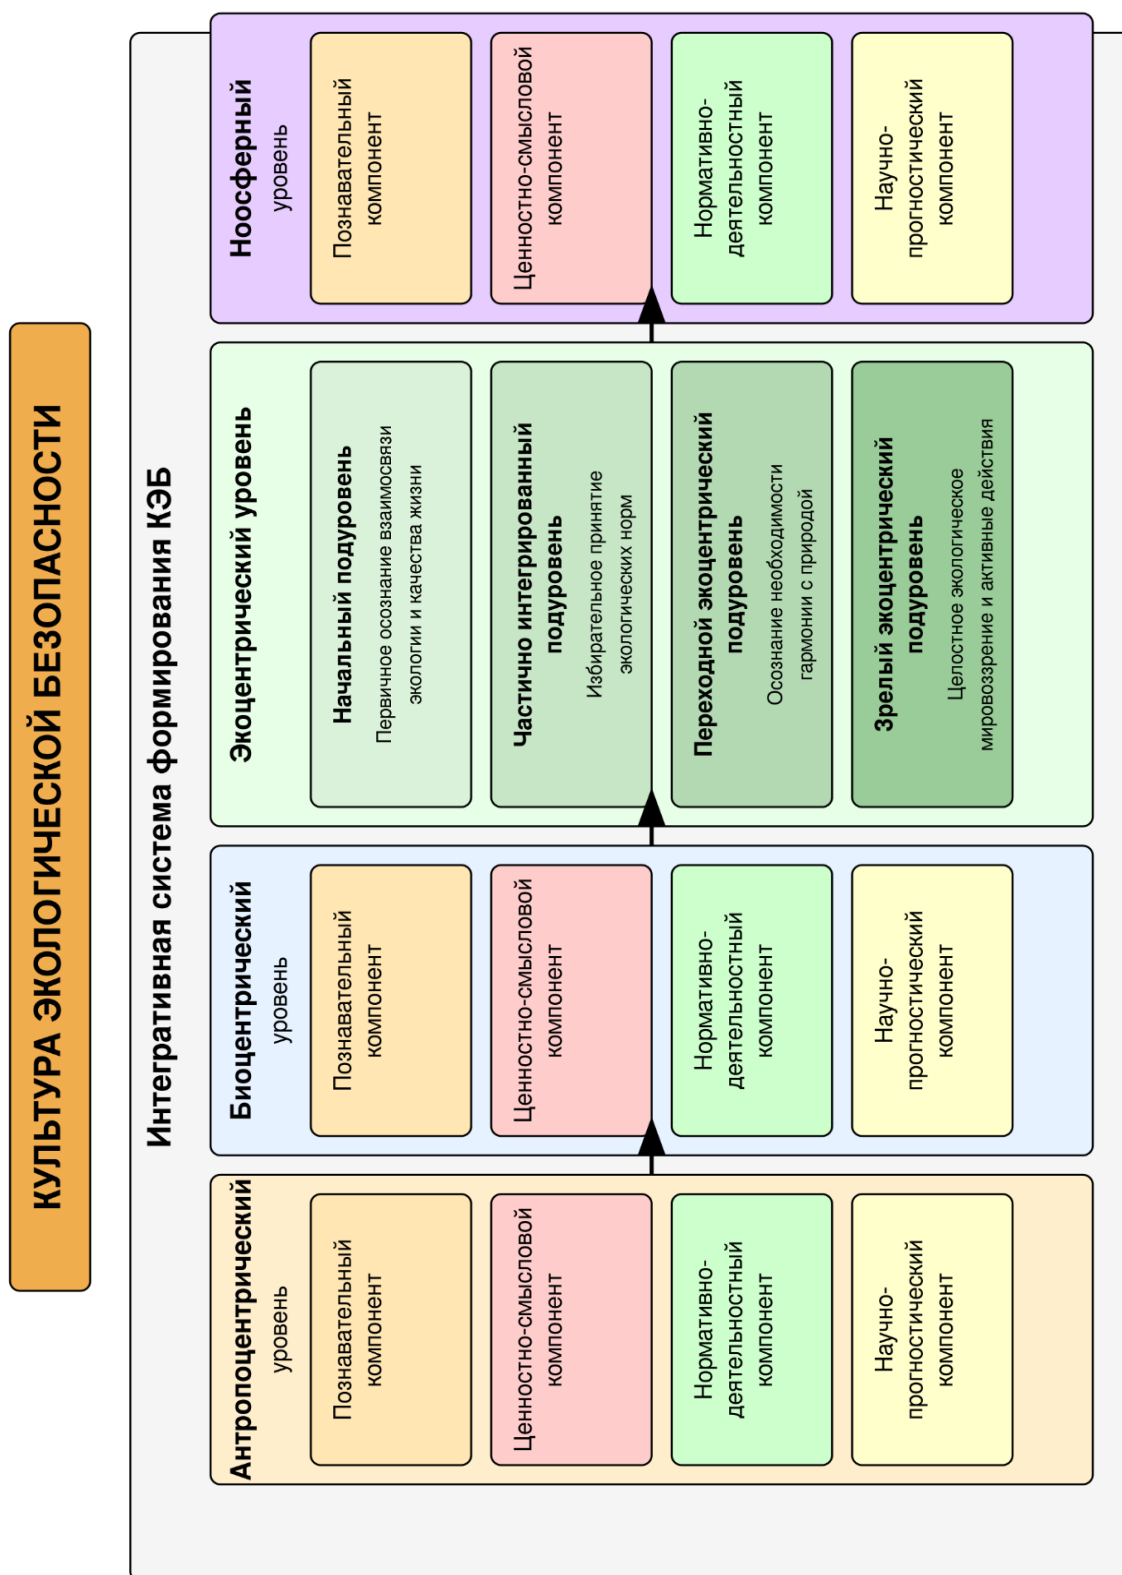 КУЛЬТУРА ЭКОЛОГИЧЕСКОЙ БЕЗОПАСНОСТИ
Интегративная система формирования КЭБ
Антропоцентрический
уровень
Познавательный
компонент
Ценностно-смысловой
компонент
Нормативно-
деятельностный
компонент
Научно-
прогностический
компонент
Биоцентрический
уровень
Познавательный
компонент
Ценностно-смысловой
компонент
Нормативно-
деятельностный
компонент
Научно-
прогностический
компонент
Экоцентрический уровень
Начальный подуровень
Первичное осознание взаимосвязи
экологии и качества жизни
Частично интегрированный
подуровень
Избирательное принятие
экологических норм
Переходной экоцентрический
подуровень
Осознание необходимости
гармонии с природой
Зрелый экоцентрический
подуровень
Целостное экологическое
мировоззрение и активные действия
Ноосферный
уровень
Познавательный
компонент
Ценностно-смысловой
компонент
Нормативно-
деятельностный
компонент
Научно-
прогностический
компонент